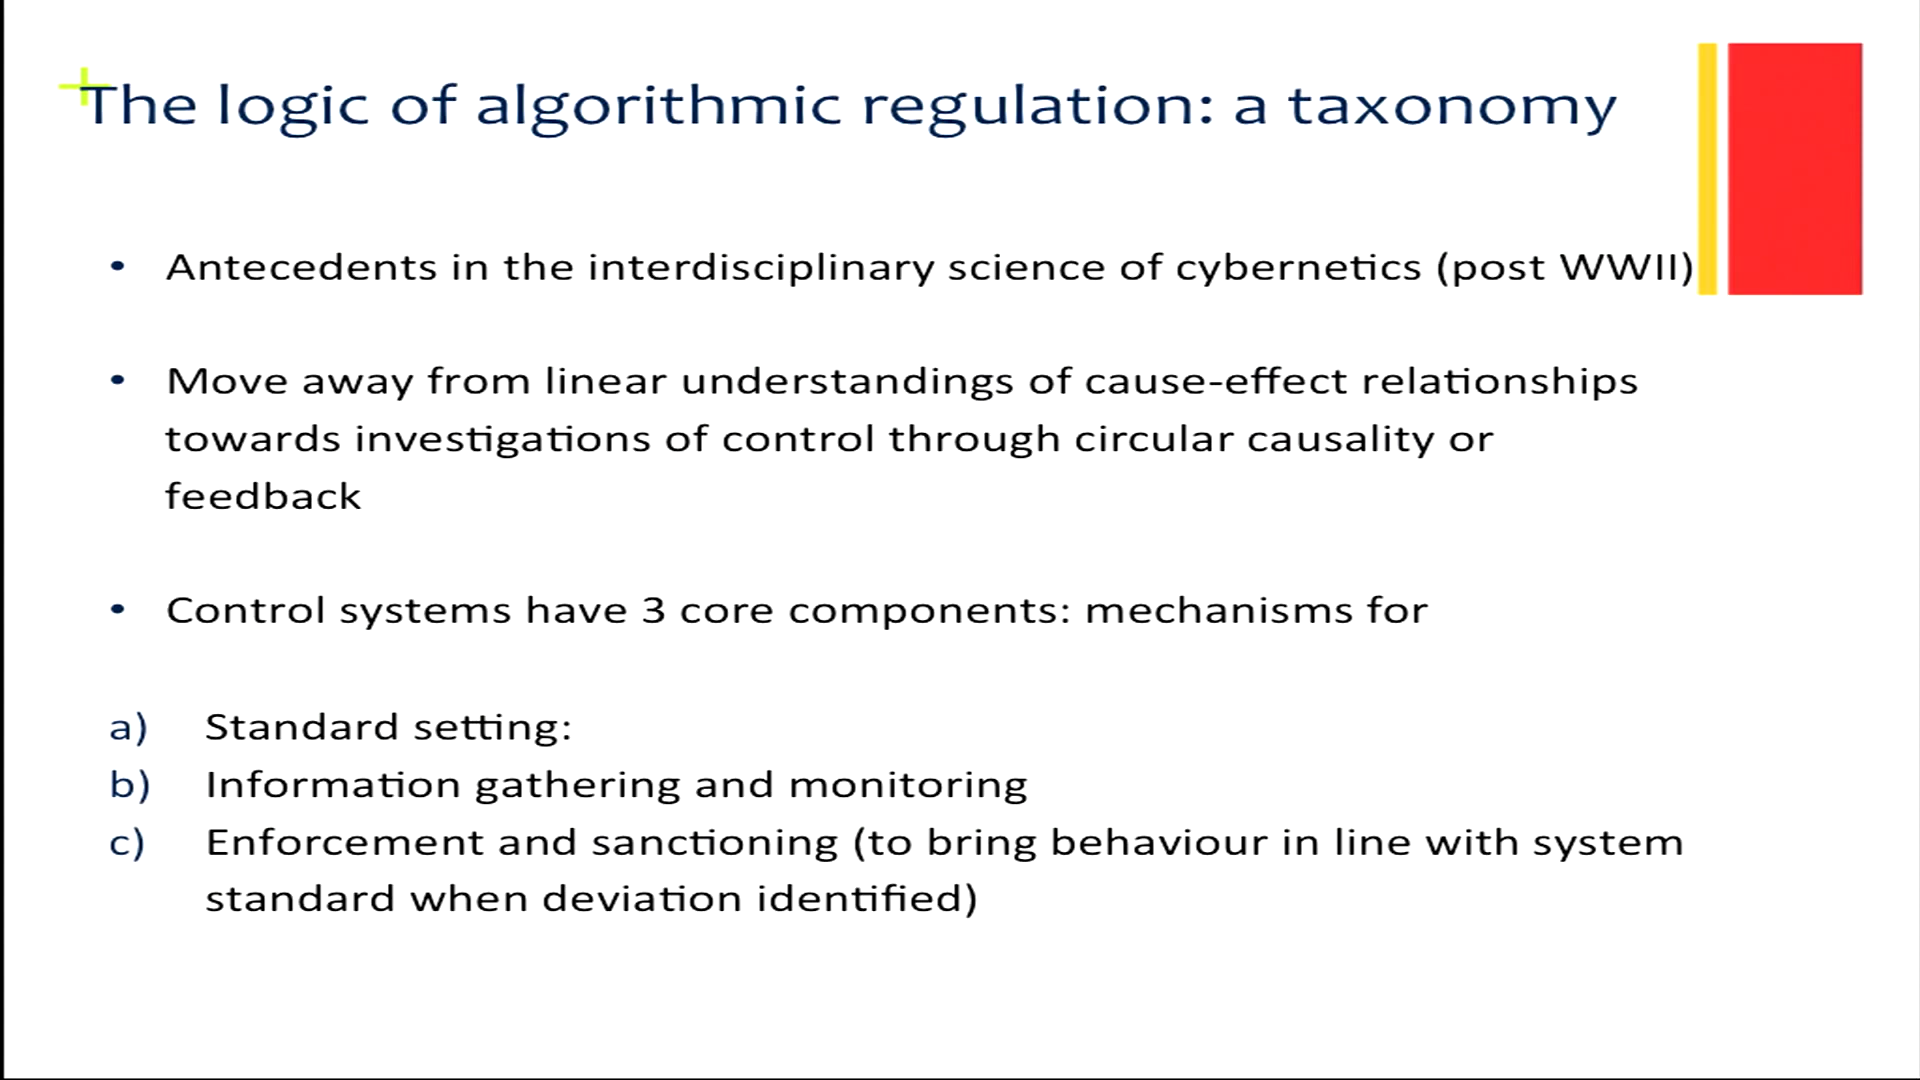 The logic of algorithmic regulation: a taxonomy
• Antecedents in the interdisciplinary science of cybernetics (post WWII)
• Move away from linear understandings of cause-effect relationships
towards investigations of control through circular causality or
feedback
• Control systems have 3 core components: mechanisms for
a) Standard setting:
b) Information gathering and monitoring
c) Enforcement and sanctioning (to bring behaviour in line with system
standard when deviation identified)